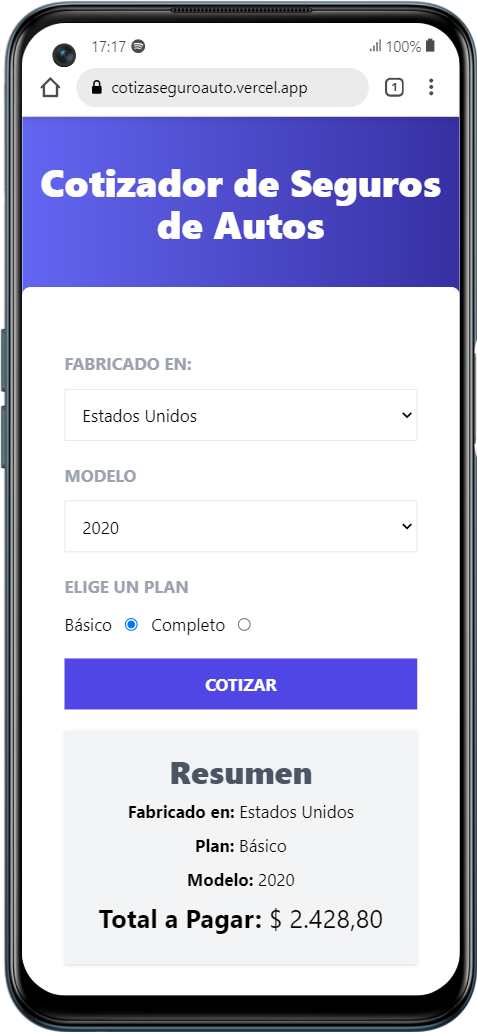 17:17
100%
cotizaseguroauto.vercel.app
1
Cotizador de Seguros
de Autos
FABRICADO EN:
Estados Unidos
MODELO
2020
ELIGE UN PLAN
Básico Completo
COTIZAR
Resumen
Fabricado en: Estados Unidos
Plan: Básico
Modelo: 2020
Total a Pagar: $ 2.428,80